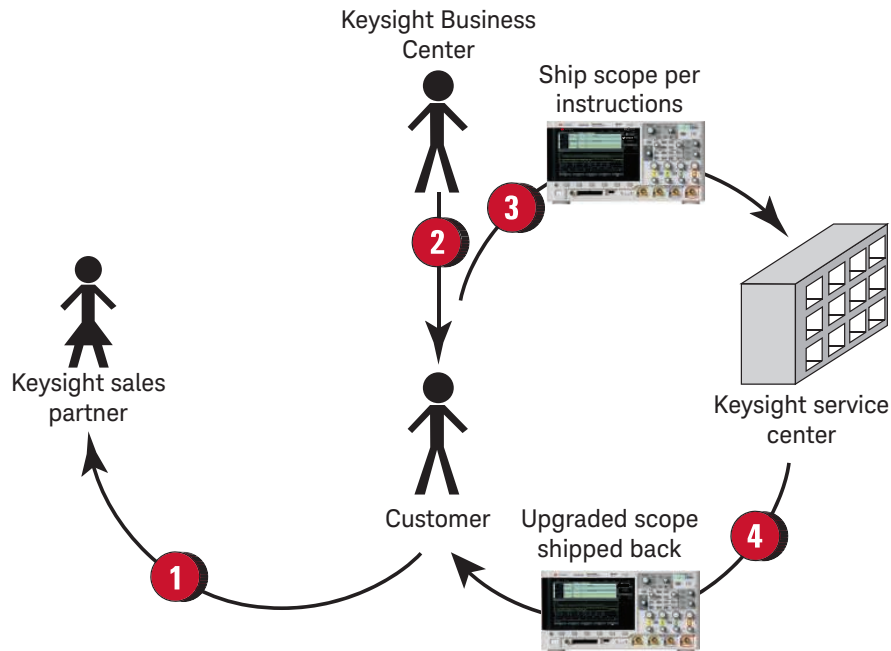 Keysight Business
Center
Ship scope per
instructions
3
2
Keysight sales
partner
Keysight service
center
Customer
Upgraded scope
shipped back
4
1